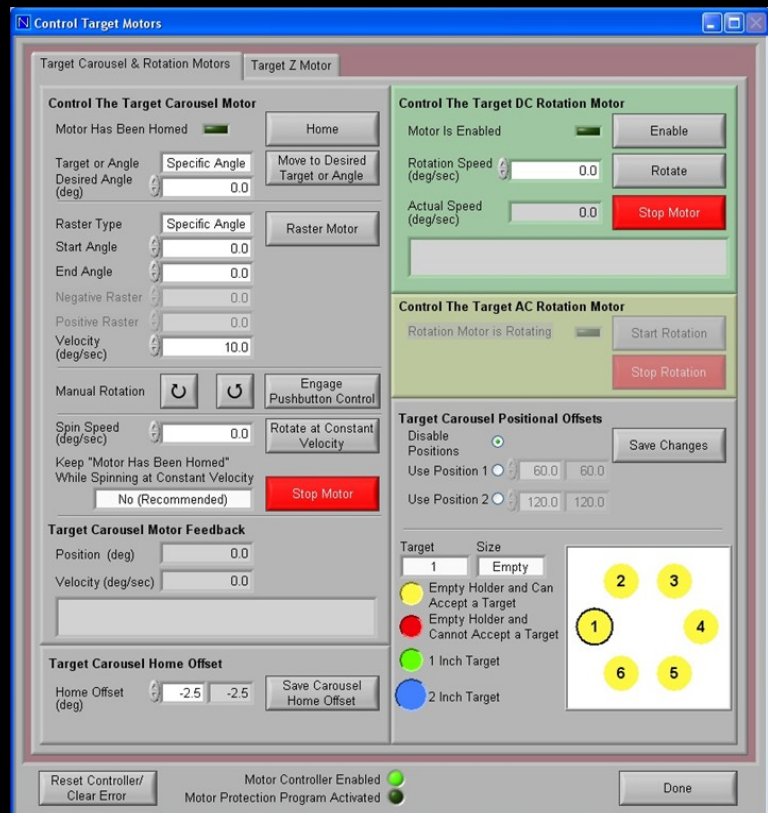 Control Target Motors
Target Carousel & Rotation Motors
Target Z Motor
Control The Target Carousel Motor
Motor Has Been Homed
Home
Target or Angle
Specific Angle
Move to Desired
Target or Angle
Desired Angle
(deg)
0.0
Raster Type
Specific Angle
Raster Motor
Start Angle
0.0
End Angle
0.0
Negative Raster
0.0
Positive Raster
0.0
Velocity
(deg/sec)
10.0
Manual Rotation
↻
↺
Engage
Pushbutton Control
Spin Speed
(deg/sec)
0.0
Rotate at Constant
Velocity
Keep "Motor Has Been Homed"
While Spinning at Constant Velocity
No (Recommended)
Stop Motor
Target Carousel Motor Feedback
Position (deg)
0.0
Velocity (deg/sec)
0.0
Target Carousel Home Offset
Home Offset
(deg)
-2.5
-2.5
Save Carousel
Home Offset
Control The Target DC Rotation Motor
Motor Is Enabled
Enable
Rotation Speed
(deg/sec)
0.0
Rotate
Actual Speed
(deg/sec)
0.0
Stop Motor
Control The Target AC Rotation Motor
Rotation Motor is Rotating
Start Rotation
Stop Rotation
Target Carousel Positional Offsets
Disable
Positions
Save Changes
Use Position 1
60.0
60.0
Use Position 2
120.0
120.0
Target
Size
1
Empty
Empty Holder and Can
Accept a Target
Empty Holder and
Cannot Accept a Target
1 Inch Target
2 Inch Target
2
3
1
4
6
5
Reset Controller/
Clear Error
Motor Controller Enabled
Motor Protection Program Activated
Done